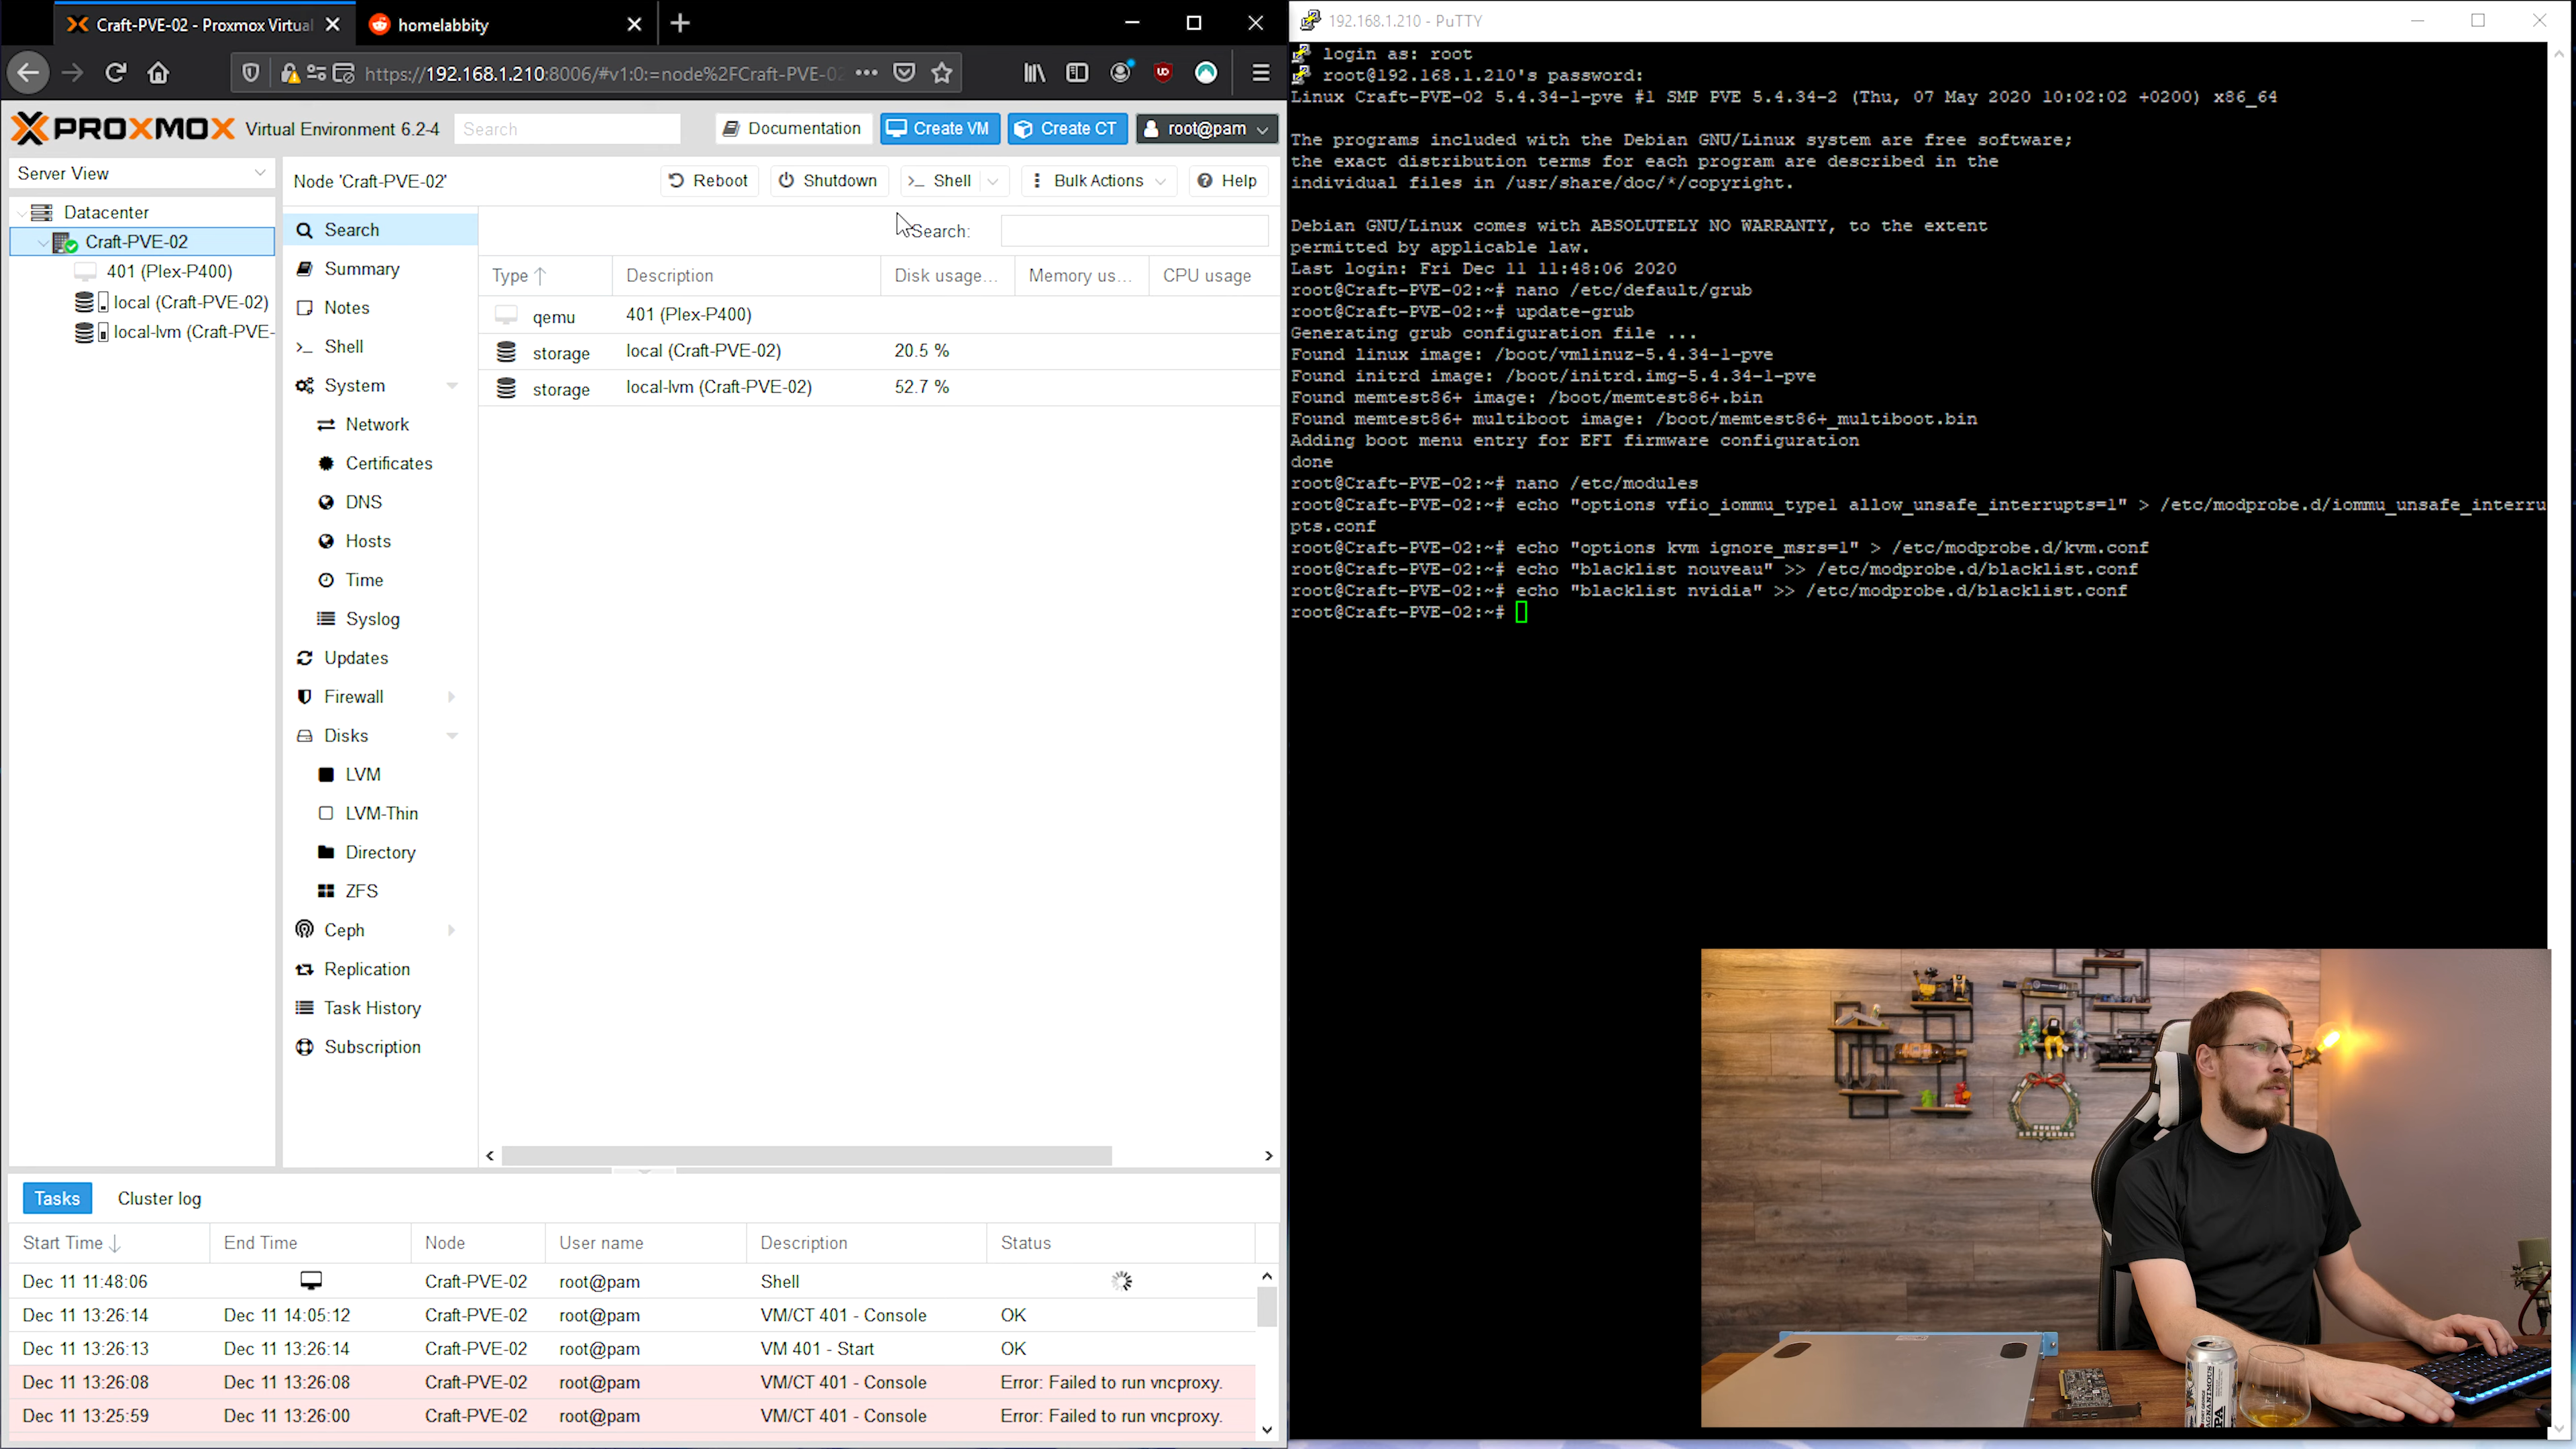 Craft-PVE-02 - Proxmox Virtual
homelabbity
https://192.168.1.210:8006/#v1:0:=node%2FCraft-PVE-02
PROXMOX Virtual Environment 6.2-4
Search
Documentation
Create VM
Create CT
root@pam
Server View
Datacenter
Craft-PVE-02
401 (Plex-P400)
local (Craft-PVE-02)
local-lvm (Craft-PVE-
Node 'Craft-PVE-02'
Reboot
Shutdown
Shell
Bulk Actions
Help
Search
Summary
Notes
Shell
System
Network
Certificates
DNS
Hosts
Time
Syslog
Updates
Firewall
Disks
LVM
LVM-Thin
Directory
ZFS
Ceph
Replication
Task History
Subscription
Search:
Type Description Disk usage... Memory us... CPU usage
qemu 401 (Plex-P400)
storage local (Craft-PVE-02) 20.5 %
storage local-lvm (Craft-PVE-02) 52.7 %
Tasks Cluster log
Start Time End Time Node User name Description Status
Dec 11 11:48:06 Craft-PVE-02 root@pam Shell
Dec 11 13:26:14 Dec 11 14:05:12 Craft-PVE-02 root@pam VM/CT 401 - Console OK
Dec 11 13:26:13 Dec 11 13:26:14 Craft-PVE-02 root@pam VM 401 - Start OK
Dec 11 13:26:08 Dec 11 13:26:08 Craft-PVE-02 root@pam VM/CT 401 - Console Error: Failed to run vncproxy.
Dec 11 13:25:59 Dec 11 13:26:00 Craft-PVE-02 root@pam VM/CT 401 - Console Error: Failed to run vncproxy.
192.168.1.210 - PuTTY
login as: root
root@192.168.1.210's password:
Linux Craft-PVE-02 5.4.34-1-pve #1 SMP PVE 5.4.34-2 (Thu, 07 May 2020 10:02:02 +0200) x86_64
The programs included with the Debian GNU/Linux system are free software;
the exact distribution terms for each program are described in the
individual files in /usr/share/doc/*/copyright.
Debian GNU/Linux comes with ABSOLUTELY NO WARRANTY, to the extent
permitted by applicable law.
Last login: Fri Dec 11 11:48:06 2020
root@Craft-PVE-02:~# nano /etc/default/grub
root@Craft-PVE-02:~# update-grub
Generating grub configuration file ...
Found linux image: /boot/vmlinuz-5.4.34-1-pve
Found initrd image: /boot/initrd.img-5.4.34-1-pve
Found memtest86+ image: /boot/memtest86+.bin
Found memtest86+ multiboot image: /boot/memtest86+_multiboot.bin
Adding boot menu entry for EFI firmware configuration
done
root@Craft-PVE-02:~# nano /etc/modules
root@Craft-PVE-02:~# echo "options vfio_iommu_type1 allow_unsafe_interrupts=1" > /etc/modprobe.d/iommu_unsafe_interru
pts.conf
root@Craft-PVE-02:~# echo "options kvm ignore_msrs=1" > /etc/modprobe.d/kvm.conf
root@Craft-PVE-02:~# echo "blacklist nouveau" >> /etc/modprobe.d/blacklist.conf
root@Craft-PVE-02:~# echo "blacklist nvidia" >> /etc/modprobe.d/blacklist.conf
root@Craft-PVE-02:~#